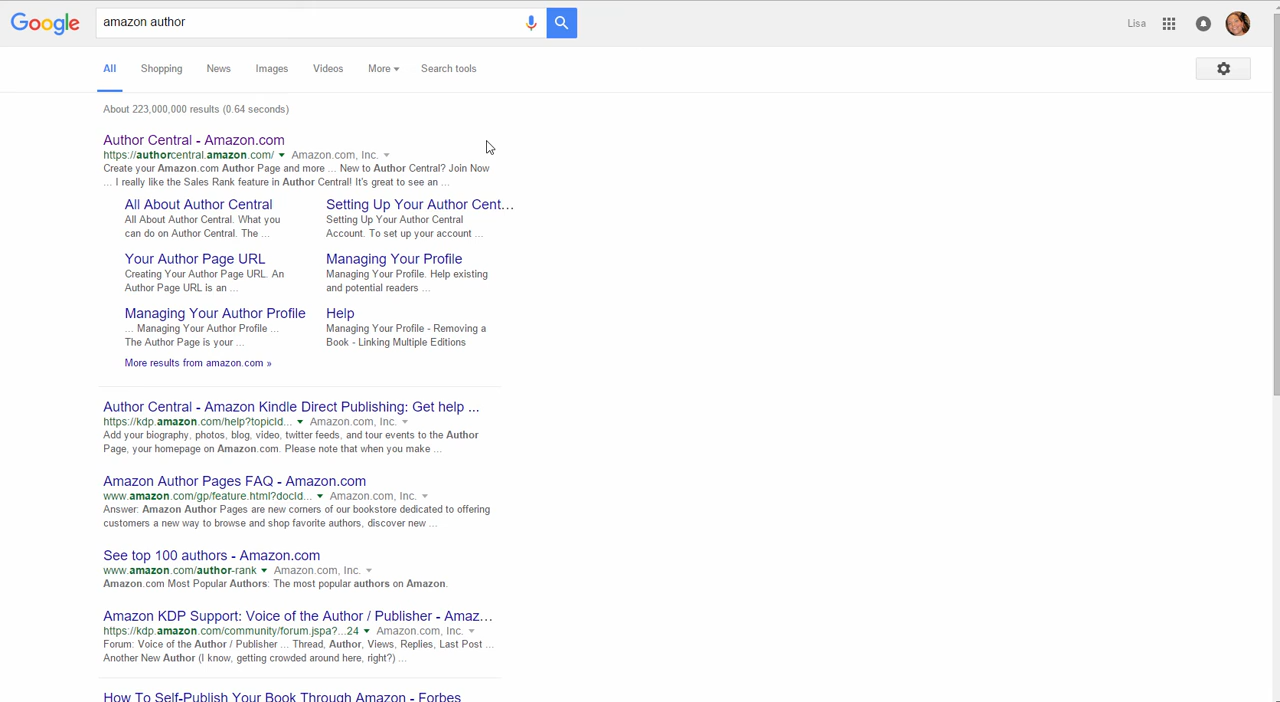 Google
amazon author
Lisa
All
Shopping
News
Images
Videos
More
Search tools
About 223,000,000 results (0.64 seconds)
Author Central - Amazon.com
https://authorcentral.amazon.com/ Amazon.com, Inc.
Create your Amazon.com Author Page and more ... New to Author Central? Join Now
... I really like the Sales Rank feature in Author Central! It's great to see an ...
All About Author Central
All About Author Central. What you
can do on Author Central. The ...
Setting Up Your Author Cent...
Setting Up Your Author Central
Account. To set up your account ...
Your Author Page URL
Creating Your Author Page URL. An
Author Page URL is an ...
Managing Your Profile
Managing Your Profile. Help existing
and potential readers ...
Managing Your Author Profile
... Managing Your Author Profile ...
The Author Page is your ...
Help
Managing Your Profile - Removing a
Book - Linking Multiple Editions
More results from amazon.com »
Author Central - Amazon Kindle Direct Publishing: Get help ...
https://kdp.amazon.com/help?topicId... Amazon.com, Inc.
Add your biography, photos, blog, video, twitter feeds, and tour events to the Author
Page, your homepage on Amazon.com. Please note that when you make ...
Amazon Author Pages FAQ - Amazon.com
www.amazon.com/gp/feature.html?docId... Amazon.com, Inc.
Answer: Amazon Author Pages are new corners of our bookstore dedicated to offering
customers a new way to browse and shop favorite authors, discover new ...
See top 100 authors - Amazon.com
www.amazon.com/author-rank Amazon.com, Inc.
Amazon.com Most Popular Authors: The most popular authors on Amazon.
Amazon KDP Support: Voice of the Author / Publisher - Amaz...
https://kdp.amazon.com/community/forum.jspa?...24 Amazon.com, Inc.
Forum: Voice of the Author / Publisher ... Thread, Author, Views, Replies, Last Post ...
Another New Author (I know, getting crowded around here, right?) ...
How To Self-Publish Your Book Through Amazon - Forbes